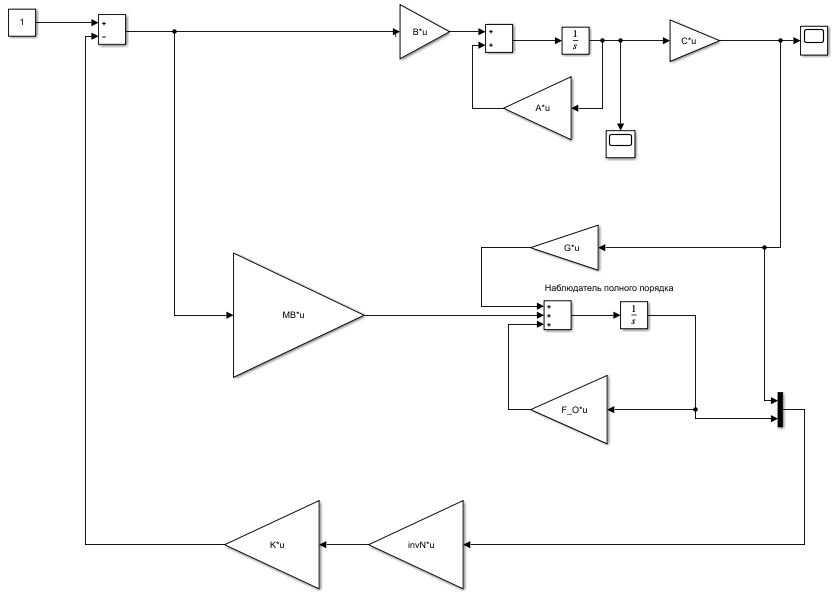 1
+
−
B*u
+
+
1
s
C*u
A*u
G*u
Наблюдатель полного порядка
MB*u
+
+
+
1
s
F_O*u
K*u
invN*u